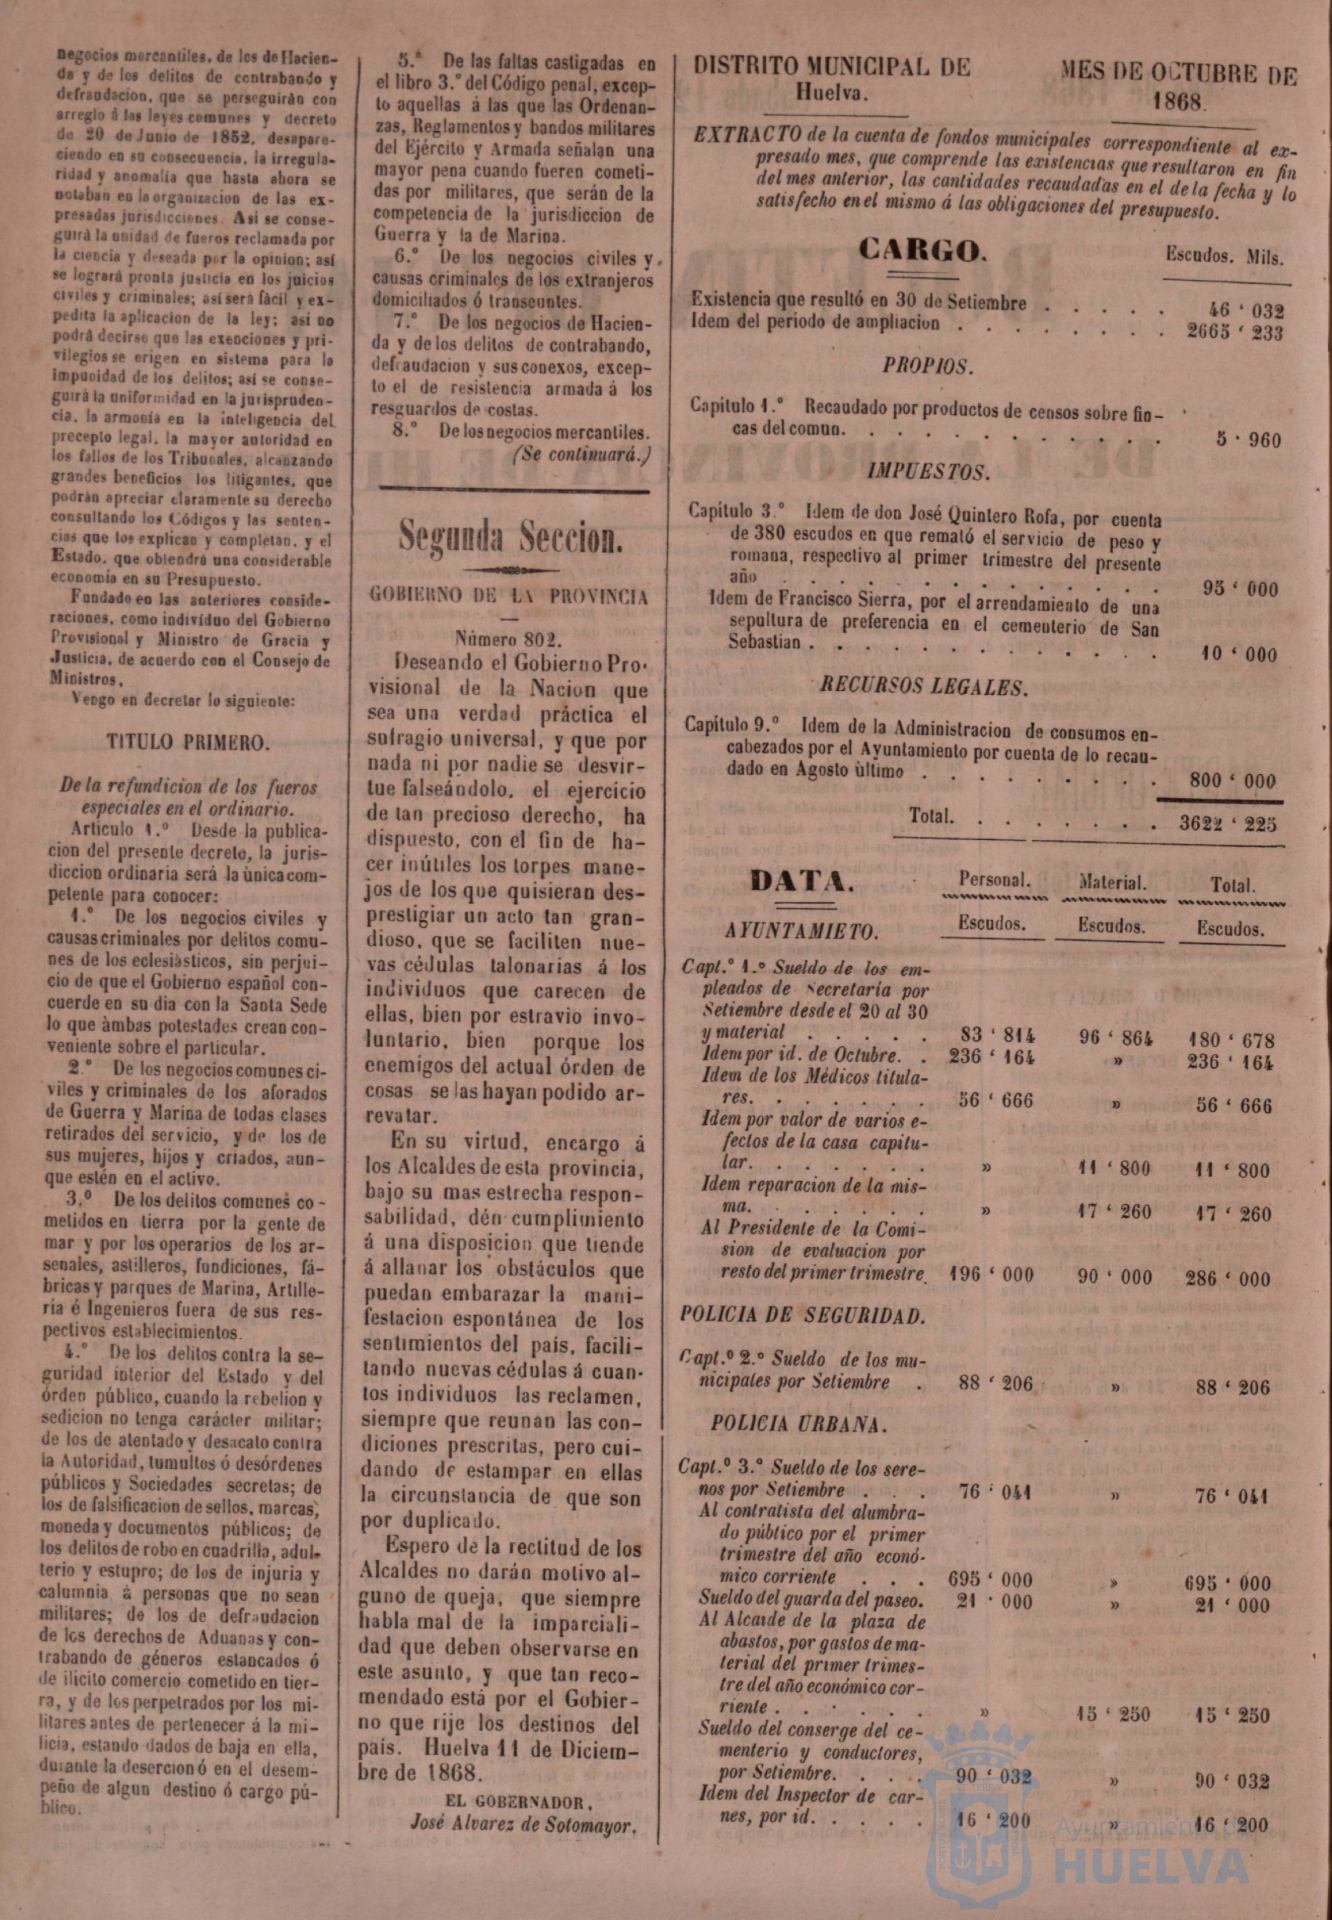 negocios mercantiles, de los de Hacien-
da y de los delitos de contrabando y
defraudacion, que se perseguirán con
arreglo á las leyes comunes y decreto
de 20 de Junio de 1852, desapare-
ciendo en su consecuencia, la irregula-
ridad y anomalía que hasta ahora se
notaban en la organizacion de las ex-
presadas jurisdicciones. Así se conse-
guirá la unidad de fueros reclamada por
la ciencia y deseada por la opinion; así
se logrará pronta justicia en los juicios
civiles y criminales; así será fàcil y ex-
pedita la aplicacion de la ley; así no
podrá decirse que las exenciones y pri-
vilegios se erigen en sistema para la
impunidad de los delitos; así se conse-
guirá la uniformidad en la jurispruden-
cia, la armonía en la inteligencia del
precepto legal, la mayor autoridad en
los fallos de los Tribunales, alcanzando
grandes beneficios los litigantes, que
podrán apreciar claramente su derecho
consultando los Códigos y las senten-
cias que los explican y completan, y el
Estado, que obtendrá una considerable
economía en su Presupuesto.
Fundado en las anteriores conside-
raciones, como indivíduo del Gobierno
Provisional y Ministro de Gracia y
Justicia, de acuerdo con el Consejo de
Ministros,
Vengo en decretar lo siguiente:
TITULO PRIMERO.
De la refundicion de los fueros
especiales en el ordinario.
Articulo 1.º Desde la publica-
cion del presente decreto, la juris-
diccion ordinaria será la ùnica com-
petente para conocer:
1.º De los negocios civiles y
causas criminales por delitos comu-
nes de los eclesiàsticos, sin perjui-
cio de que el Gobierno español con-
cuerde en su dia con la Santa Sede
lo que àmbas potestades crean con-
veniente sobre el particular.
2.º De los negocios comunes ci-
viles y criminales de los aforados
de Guerra y Marina de todas clases
retirados del servicio, y de los de
sus mujeres, hijos y criados, aun-
que estén en el activo.
3.º De los delitos comunes co-
metidos en tierra por la gente de
mar y por los operarios de los ar-
senales, astilleros, fundiciones, fá-
bricas y parques de Marina, Artille-
ría é Ingenieros fuera de sus res-
pectivos establecimientos.
4.º De los delitos contra la se-
guridad interior del Estado y del
órden público, cuando la rebelion y
sedicion no tenga carácter militar;
de los de atentado y desacato contra
la Autoridad, tumultos ó desórdenes
públicos y Sociedades secretas; de
los de falsificacion de sellos, marcas,
moneda y documentos públicos; de
los delitos de robo en cuadrilla, adul-
terio y estupro; de los de injuria y
calumnia á personas que no sean
militares; de los de defraudacion
de los derechos de Aduanas y con-
trabando de géneros estancados ó
de ilícito comercio cometido en tier-
ra, y de los perpetrados por los mi-
litares antes de pertenecer á la mi-
licia, estando dados de baja en ella,
durante la desercion ó en el desem-
peño de algun destino ó cargo pú-
blico.
5.º De las faltas castigadas en
el libro 3.º del Código penal, excep-
to aquellas á las que las Ordenan-
zas, Reglamentos y bandos militares
del Ejército y Armada señalan una
mayor pena cuando fueren cometi-
das por militares, que serán de la
competencia de la jurisdiccion de
Guerra y la de Marina.
6.º De los negocios civiles y
causas criminales de los extranjeros
domiciliados ó transeuntes.
7.º De los negocios de Hacien-
da y de los delitos de contrabando,
defraudacion y sus conexos, excep-
to el de resistencia armada á los
resguardos de costas.
8.º De los negocios mercantiles.
(Se continuará.)
Segunda Seccion.
GOBIERNO DE LA PROVINCIA
Número 802.
Deseando el Gobierno Pro-
visional de la Nacion que
sea una verdad práctica el
sufragio universal, y que por
nada ni por nadie se desvir-
tue falseándolo, el ejercicio
de tan precioso derecho, ha
dispuesto, con el fin de ha-
cer inútiles los torpes mane-
jos de los que quisieran des-
prestigiar un acto tan gran-
dioso, que se faciliten nue-
vas cédulas talonarias á los
individuos que carecen de
ellas, bien por estravio invo-
luntario, bien porque los
enemigos del actual órden de
cosas se las hayan podido ar-
revatar.
En su virtud, encargo á
los Alcaldes de esta provincia,
bajo su mas estrecha respon-
sabilidad, dén cumplimiento
á una disposicion que tiende
á allanar los obstáculos que
puedan embarazar la mani-
festacion espontánea de los
sentimientos del país, facili-
tando nuevas cédulas á cuan-
tos individuos las reclamen,
siempre que reunan las con-
diciones prescritas, pero cui-
dando de estampar en ellas
la circunstancia de que son
por duplicado.
Espero de la rectitud de los
Alcaldes no darán motivo al-
guno de queja, que siempre
habla mal de la imparciali-
dad que deben observarse en
este asunto, y que tan reco-
mendado está por el Gobier-
no que rije los destinos del
país. Huelva 11 de Diciem-
bre de 1868.
EL GOBERNADOR,
José Alvarez de Sotomayor.
DISTRITO MUNICIPAL DE
Huelva.
MES DE OCTUBRE DE
1868.
EXTRACTO de la cuenta de fondos municipales correspondiente al ex-
presado mes, que comprende las existencias que resultaron en fin
del mes anterior, las cantidades recaudadas en el de la fecha y lo
satisfecho en el mismo á las obligaciones del presupuesto.
CARGO. Escudos. Mils.
Existencia que resultó en 30 de Setiembre . . . . . 46 ‘ 032
Idem del periodo de ampliacion . . . . . . . . 2665 ‘ 233
PROPIOS.
Capítulo 1.º Recaudado por productos de censos sobre fin-
cas del comun. . . . . . . . . . . . 5 ‘ 960
IMPUESTOS.
Capítulo 3.º Idem de don José Quintero Rofa, por cuenta
de 380 escudos en que remató el servicio de peso y
romana, respectivo al primer trimestre del presente
año . . . . . . . . . . . . . 95 ‘ 000
Idem de Francisco Sierra, por el arrendamiento de una
sepultura de preferencia en el cementerio de San
Sebastian . . . . . . . . . . . . . 10 ‘ 000
RECURSOS LEGALES.
Capítulo 9.º Idem de la Administracion de consumos en-
cabezados por el Ayuntamiento por cuenta de lo recau-
dado en Agosto ùltimo . . . . . . . . . 800 ‘ 000
Total. . . . . . . . . 3622 ‘ 225
DATA. Personal. Material. Total.
AYUNTAMIETO. Escudos. Escudos. Escudos.
Capt.º 1.º Sueldo de los em-
pleados de Secretaría por
Setiembre desde el 20 al 30
y material . . . . . 83 ‘ 814 96 ‘ 864 180 ‘ 678
Idem por id. de Octubre. . 236 ‘ 164 » 236 ‘ 164
Idem de los Médicos titula-
res. . . . . . . 56 ‘ 666 » 56 ‘ 666
Idem por valor de varios e-
fectos de la casa capitu-
lar. . . . . . . » 11 ‘ 800 11 ‘ 800
Idem reparacion de la mis-
ma. . . . . . . » 17 ‘ 260 17 ‘ 260
Al Presidente de la Comi-
sion de evaluacion por
resto del primer trimestre. 196 ‘ 000 90 ‘ 000 286 ‘ 000
POLICIA DE SEGURIDAD.
Capt.º 2.º Sueldo de los mu-
nicipales por Setiembre . 88 ‘ 206 » 88 ‘ 206
POLICIA URBANA.
Capt.º 3.º Sueldo de los sere-
nos por Setiembre . . . 76 ‘ 041 » 76 ‘ 041
Al contratista del alumbra-
do público por el primer
trimestre del año econó-
mico corriente . . . 695 ‘ 000 » 695 ‘ 000
Sueldo del guarda del paseo. 21 ‘ 000 » 21 ‘ 000
Al Alcaide de la plaza de
abastos, por gastos de ma-
terial del primer trimes-
tre del año económico cor-
riente . . . . . . » 15 ‘ 250 15 ‘ 250
Sueldo del conserge del ce-
menterio y conductores,
por Setiembre. . . . . 90 ‘ 032 » 90 ‘ 032
Idem del Inspector de car-
nes, por id. . . . . . 16 ‘ 200 » 16 ‘ 200
Ayuntamiento de
HUELVA